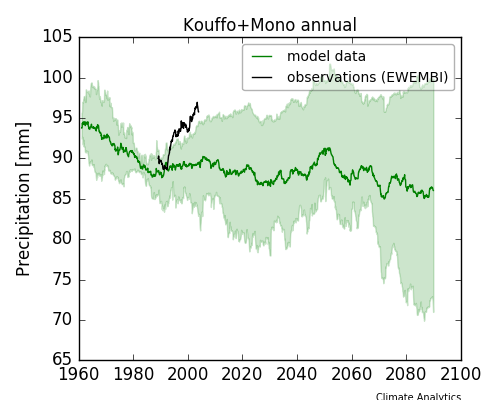 Kouffo+Mono annual
105
100
95
90
85
80
75
70
65
Precipitation [mm]
model data
observations (EWEMBI)
1960 1980 2000 2020 2040 2060 2080 2100
Climate Analytics